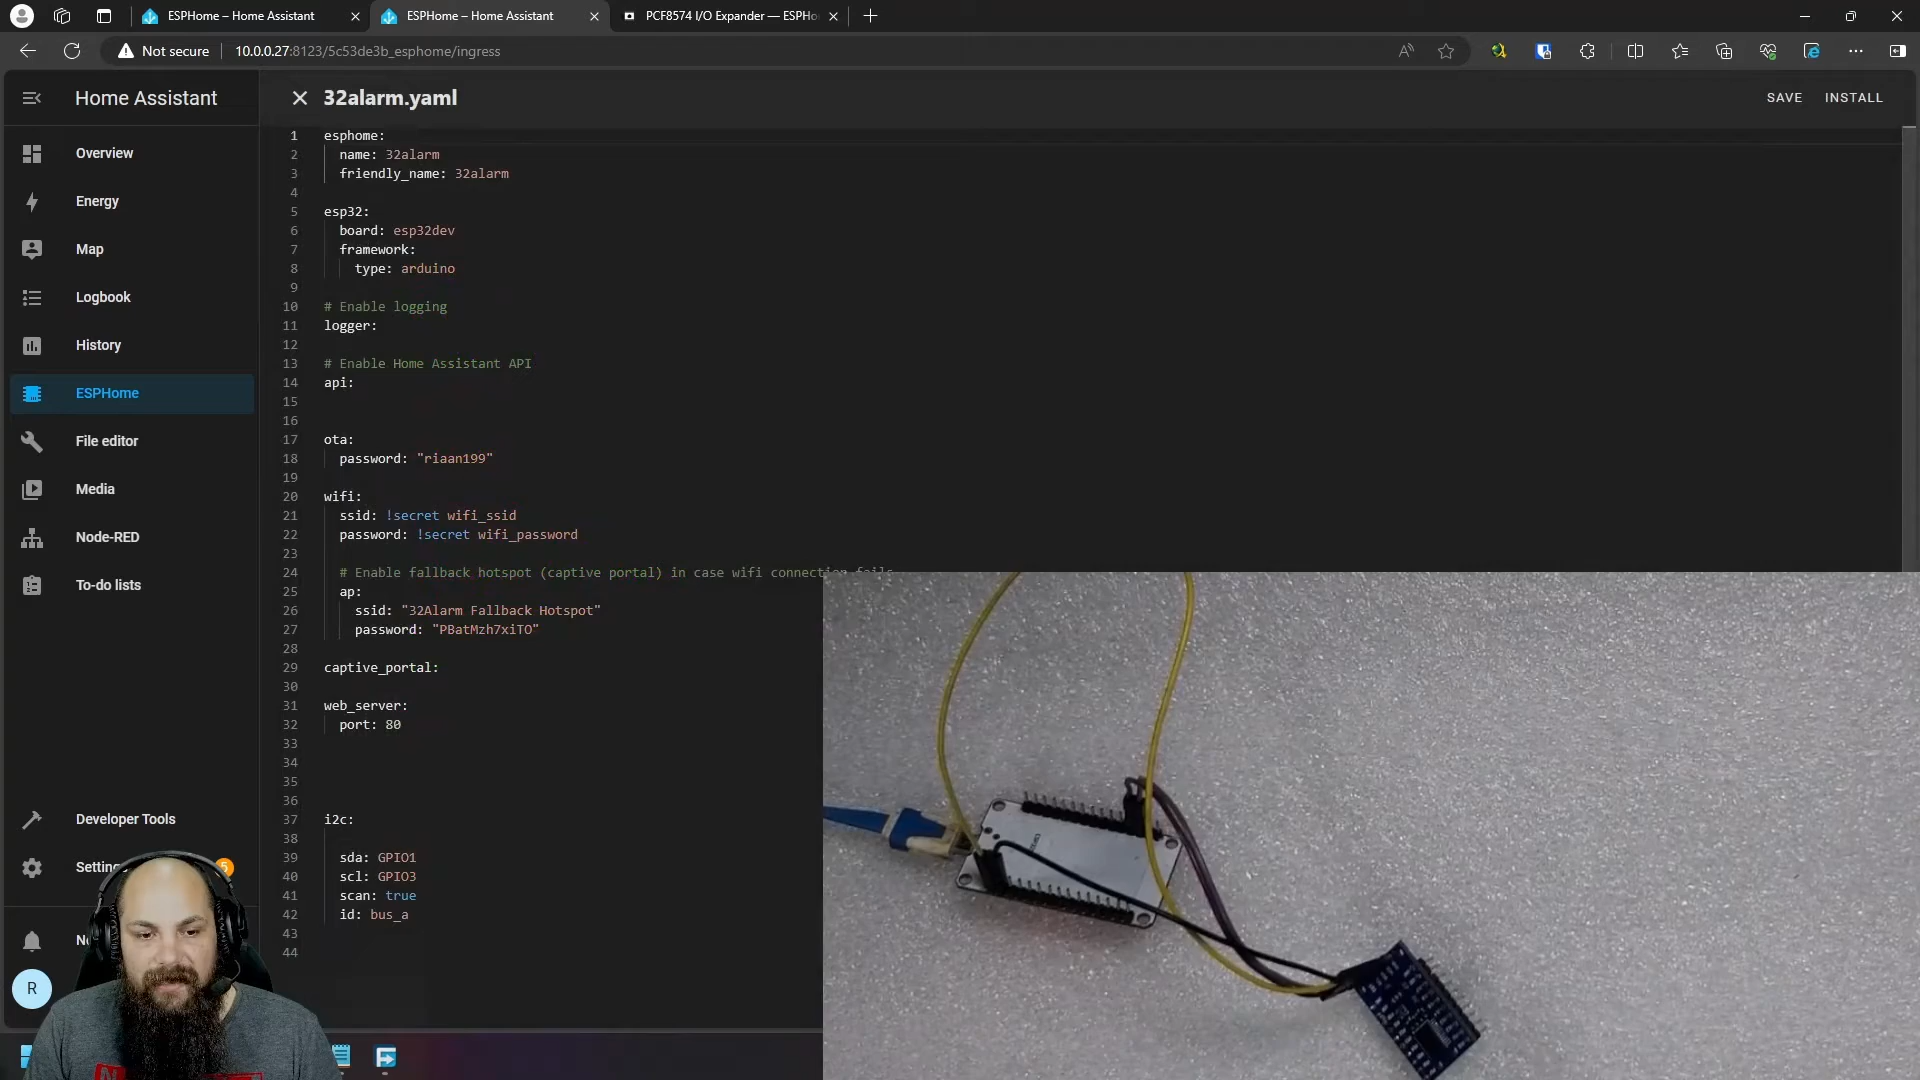 ESPHome – Home Assistant
ESPHome – Home Assistant
PCF8574 I/O Expander — ESPHo
Not secure
10.0.0.27:8123/5c53de3b_esphome/ingress
Home Assistant
32alarm.yaml
SAVE
INSTALL
Overview
Energy
Map
Logbook
History
ESPHome
File editor
Media
Node-RED
To-do lists
Developer Tools
Setting
5
No
R
1 esphome:
2 name: 32alarm
3 friendly_name: 32alarm
4
5 esp32:
6 board: esp32dev
7 framework:
8 type: arduino
9
10 # Enable logging
11 logger:
12
13 # Enable Home Assistant API
14 api:
15
16
17 ota:
18 password: "riaan199"
19
20 wifi:
21 ssid: !secret wifi_ssid
22 password: !secret wifi_password
23
24 # Enable fallback hotspot (captive portal) in case wifi connection fails
25 ap:
26 ssid: "32Alarm Fallback Hotspot"
27 password: "PBatMzh7xiTO"
28
29 captive_portal:
30
31 web_server:
32 port: 80
33
34
35
36
37 i2c:
38
39 sda: GPIO1
40 scl: GPIO3
41 scan: true
42 id: bus_a
43
44